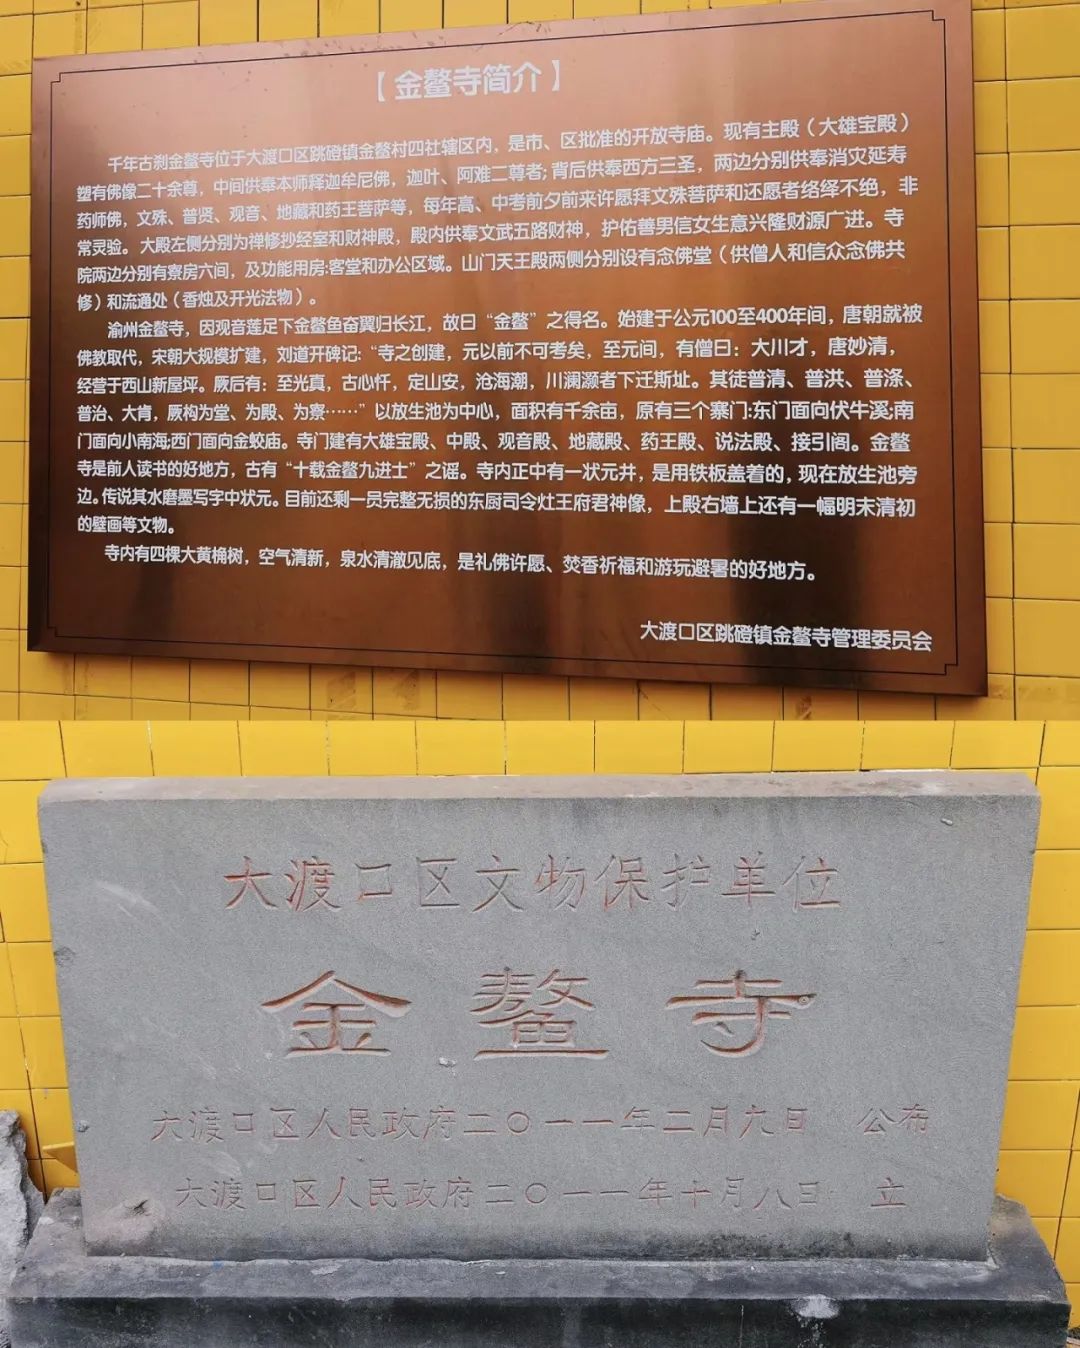 【金鳌寺简介】
千年古刹金鳌寺位于大渡口区跳磴镇金鳌村四社辖区内，是市、区批准的开放寺庙。现有主殿（大雄宝殿）
塑有佛像二十余尊，中间供奉本师释迦牟尼佛，迦叶、阿难二尊者；背后供奉西方三圣，两边分别供奉消灾延寿
药师佛，文殊、普贤、观音、地藏和药王菩萨等，每年高、中考前夕前来许愿拜文殊菩萨和还愿者络绎不绝，非
常灵验。大殿左侧分别为禅修抄经室和财神殿，殿内供奉文武五路财神，护佑善男信女生意兴隆财源广进。寺
院两边分别有寮房六间，及功能用房:客堂和办公区域。山门天王殿两侧分别设有念佛堂（供僧人和信众念佛共
修）和流通处（香烛及开光法物）。
渝州金鳌寺，因观音莲足下金鳌鱼奋翼归长江，故曰“金鳌”之得名。始建于公元100至400年间，唐朝就被
佛教取代，宋朝大规模扩建，刘道开碑记：“寺之创建，元以前不可考矣，至元间，有僧曰：大川才，唐妙清，
经营于西山新屋坪。厥后有：至光真，古心怀，定山安，沧海潮，川澜灏者下迁斯址。其徒普清、普洪、普涤、
普治、大肯，厥构为堂、为殿、为寮……”以放生池为中心，面积有千余亩，原有三个寨门:东门面向伏牛溪;南
门面向小南海;西门面向金蛟庙。寺门建有大雄宝殿、中殿、观音殿、地藏殿、药王殿、说法殿、接引阁。金鳌
寺是前人读书的好地方，古有“十载金鳌九进士”之谣。寺内正中有一状元井，是用铁板盖着的，现在放生池旁
边。传说其水磨墨写字中状元。目前还剩一员完整无损的东厨司令灶王府君神像，上殿右墙上还有一幅明末清初
的壁画等文物。
寺内有四棵大黄桷树，空气清新，泉水清澈见底，是礼佛许愿、焚香祈福和游玩避暑的好地方。
大渡口区跳磴镇金鳌寺管理委员会
大渡口区文物保护单位
金鳌寺
大渡口区人民政府二〇一一年二月九日 公布
大渡口区人民政府二〇一一年十月八日 立